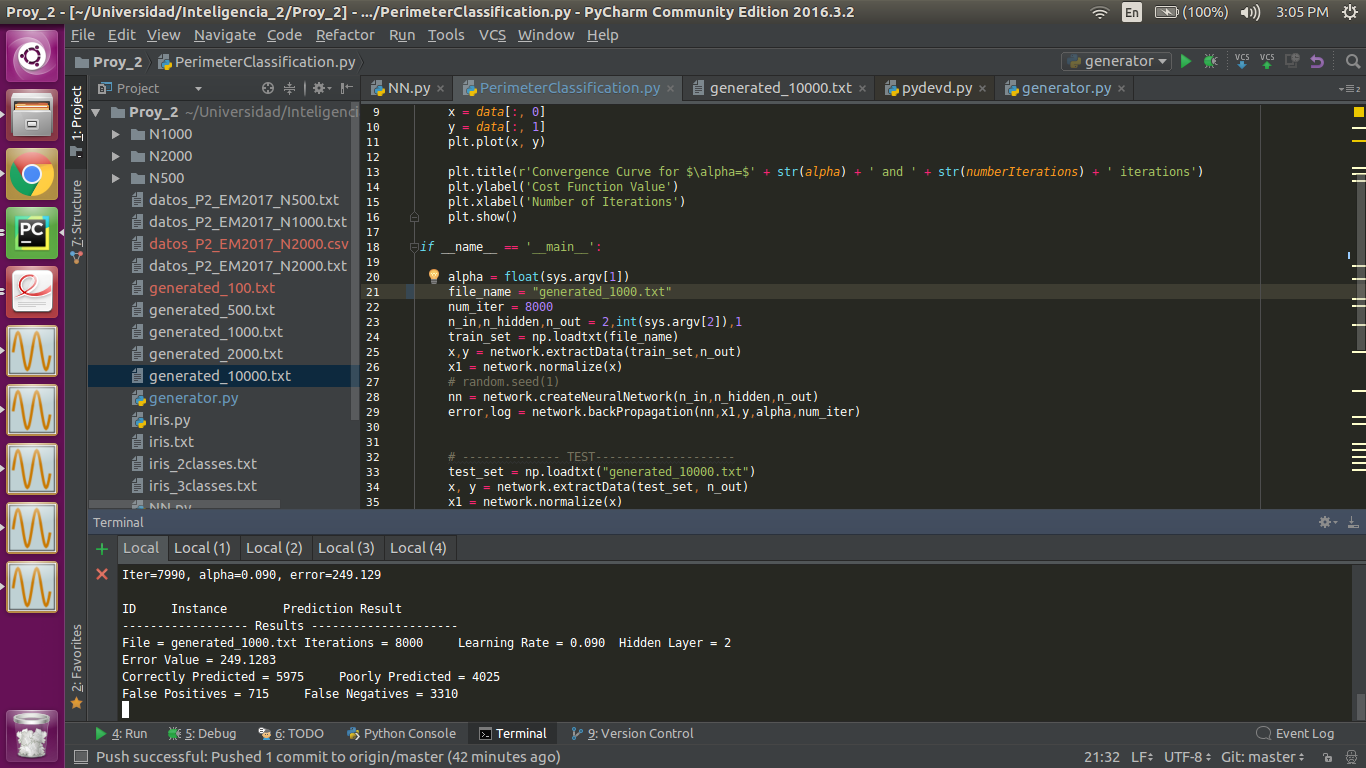 Proy_2 - [~/Universidad/Inteligencia_2/Proy_2] - .../PerimeterClassification.py - PyCharm Community Edition 2016.3.2
En (100%) 3:05 PM
File Edit View Navigate Code Refactor Run Tools VCS Window Help
Proy_2 PerimeterClassification.py generator VCS VCS
Project
NN.py PerimeterClassification.py generated_10000.txt pydevd.py generator.py
1: Project
7: Structure
2: Favorites
PC
Proy_2 ~/Universidad/Inteligenci
N1000
N2000
N500
datos_P2_EM2017_N500.txt
datos_P2_EM2017_N1000.txt
datos_P2_EM2017_N2000.csv
datos_P2_EM2017_N2000.txt
generated_100.txt
generated_500.txt
generated_1000.txt
generated_2000.txt
generated_10000.txt
generator.py
Iris.py
iris.txt
iris_2classes.txt
iris_3classes.txt
NN.py
9 x = data[:, 0]
10 y = data[:, 1]
11 plt.plot(x, y)
12
13 plt.title(r'Convergence Curve for $\alpha=$' + str(alpha) + ' and ' + str(numberIterations) + ' iterations')
14 plt.ylabel('Cost Function Value')
15 plt.xlabel('Number of Iterations')
16 plt.show()
17
18 if __name__ == '__main__':
19
20 alpha = float(sys.argv[1])
21 file_name = "generated_1000.txt"
22 num_iter = 8000
23 n_in,n_hidden,n_out = 2,int(sys.argv[2]),1
24 train_set = np.loadtxt(file_name)
25 x,y = network.extractData(train_set,n_out)
26 x1 = network.normalize(x)
27 # random.seed(1)
28 nn = network.createNeuralNetwork(n_in,n_hidden,n_out)
29 error,log = network.backPropagation(nn,x1,y,alpha,num_iter)
30
31
32 # -------------- TEST--------------------
33 test_set = np.loadtxt("generated_10000.txt")
34 x, y = network.extractData(test_set, n_out)
35 x1 = network.normalize(x)
Terminal
Local Local (1) Local (2) Local (3) Local (4)
Iter=7990, alpha=0.090, error=249.129
ID Instance Prediction Result
------------------ Results ---------------------
File = generated_1000.txt Iterations = 8000 Learning Rate = 0.090 Hidden Layer = 2
Error Value = 249.1283
Correctly Predicted = 5975 Poorly Predicted = 4025
False Positives = 715 False Negatives = 3310
4: Run 5: Debug 6: TODO Python Console Terminal 9: Version Control Event Log
Push successful: Pushed 1 commit to origin/master (42 minutes ago) 21:32 LF UTF-8 Git: master